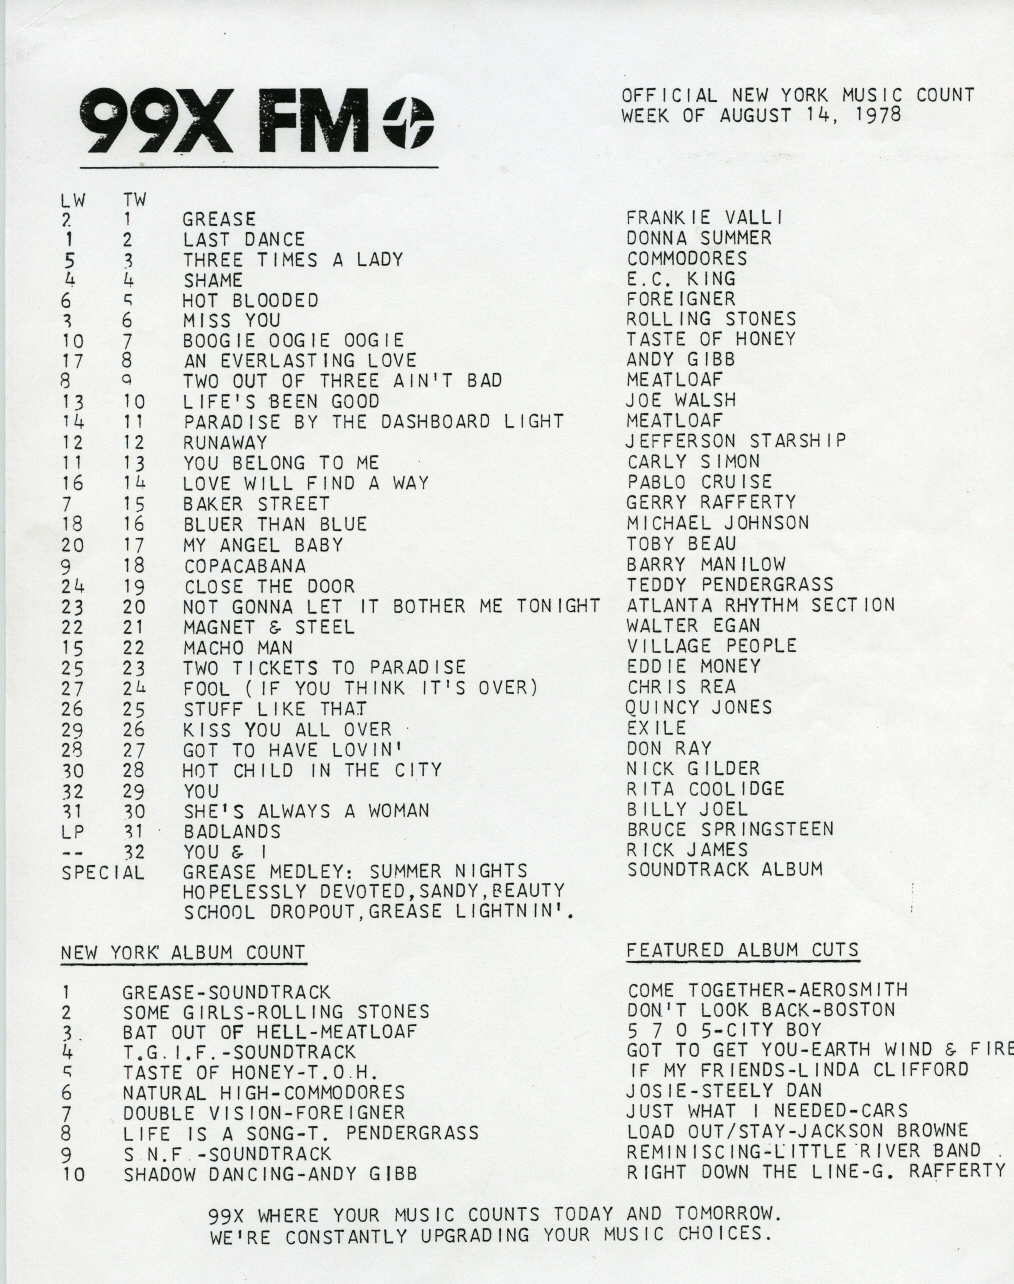 99X FM
OFFICIAL NEW YORK MUSIC COUNT
WEEK OF AUGUST 14, 1978
LW TW
2 1 GREASE FRANKIE VALLI
1 2 LAST DANCE DONNA SUMMER
5 3 THREE TIMES A LADY COMMODORES
4 4 SHAME E.C. KING
6 5 HOT BLOODED FOREIGNER
3 6 MISS YOU ROLLING STONES
10 7 BOOGIE OOGIE OOGIE TASTE OF HONEY
17 8 AN EVERLASTING LOVE ANDY GIBB
8 9 TWO OUT OF THREE AIN'T BAD MEATLOAF
13 10 LIFE'S BEEN GOOD JOE WALSH
14 11 PARADISE BY THE DASHBOARD LIGHT MEATLOAF
12 12 RUNAWAY JEFFERSON STARSHIP
11 13 YOU BELONG TO ME CARLY SIMON
16 14 LOVE WILL FIND A WAY PABLO CRUISE
7 15 BAKER STREET GERRY RAFFERTY
18 16 BLUER THAN BLUE MICHAEL JOHNSON
20 17 MY ANGEL BABY TOBY BEAU
9 18 COPACABANA BARRY MANILOW
24 19 CLOSE THE DOOR TEDDY PENDERGRASS
23 20 NOT GONNA LET IT BOTHER ME TONIGHT ATLANTA RHYTHM SECTION
22 21 MAGNET & STEEL WALTER EGAN
15 22 MACHO MAN VILLAGE PEOPLE
25 23 TWO TICKETS TO PARADISE EDDIE MONEY
27 24 FOOL (IF YOU THINK IT'S OVER) CHRIS REA
26 25 STUFF LIKE THAT QUINCY JONES
29 26 KISS YOU ALL OVER EXILE
28 27 GOT TO HAVE LOVIN' DON RAY
30 28 HOT CHILD IN THE CITY NICK GILDER
32 29 YOU RITA COOLIDGE
31 30 SHE'S ALWAYS A WOMAN BILLY JOEL
LP 31 BADLANDS BRUCE SPRINGSTEEN
-- 32 YOU & I RICK JAMES
SPECIAL GREASE MEDLEY: SUMMER NIGHTS SOUNDTRACK ALBUM
HOPELESSLY DEVOTED,SANDY,BEAUTY
SCHOOL DROPOUT,GREASE LIGHTNIN'.
NEW YORK ALBUM COUNT
1 GREASE-SOUNDTRACK
2 SOME GIRLS-ROLLING STONES
3 BAT OUT OF HELL-MEATLOAF
4 T.G.I.F.-SOUNDTRACK
5 TASTE OF HONEY-T.O.H.
6 NATURAL HIGH-COMMODORES
7 DOUBLE VISION-FOREIGNER
8 LIFE IS A SONG-T. PENDERGRASS
9 S.N.F.-SOUNDTRACK
10 SHADOW DANCING-ANDY GIBB
FEATURED ALBUM CUTS
COME TOGETHER-AEROSMITH
DON'T LOOK BACK-BOSTON
5 7 0 5-CITY BOY
GOT TO GET YOU-EARTH WIND & FIRE
IF MY FRIENDS-LINDA CLIFFORD
JOSIE-STEELY DAN
JUST WHAT I NEEDED-CARS
LOAD OUT/STAY-JACKSON BROWNE
REMINISCING-LITTLE RIVER BAND
RIGHT DOWN THE LINE-G. RAFFERTY
99X WHERE YOUR MUSIC COUNTS TODAY AND TOMORROW.
WE'RE CONSTANTLY UPGRADING YOUR MUSIC CHOICES.